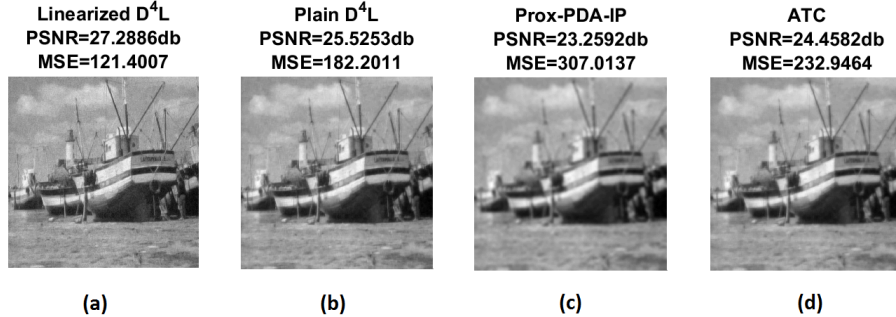 Linearized D⁴L
PSNR=27.2886db
MSE=121.4007
Plain D⁴L
PSNR=25.5253db
MSE=182.2011
Prox-PDA-IP
PSNR=23.2592db
MSE=307.0137
ATC
PSNR=24.4582db
MSE=232.9464
(a)
(b)
(c)
(d)